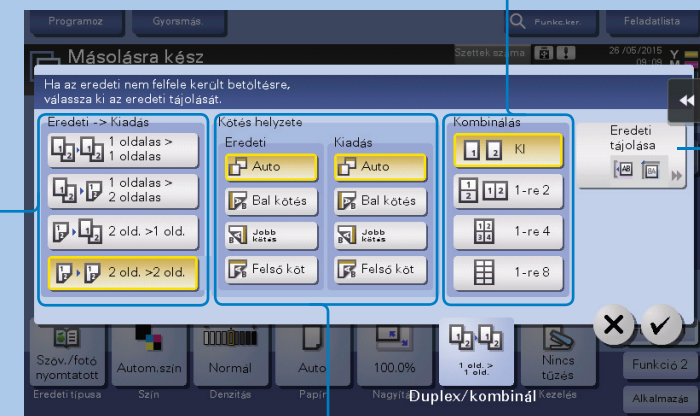 Programoz
Gyorsmás.
Funkc.ker.
Feladatlista
Másolásra kész
Szettek száma
26/05/2015
09:09
Y
M
Ha az eredeti nem felfele került betöltésre,
válassza ki az eredeti tájolását.
Eredeti -> Kiadás
1 oldalas >
1 oldalas
1 oldalas >
2 oldalas
2 old. >1 old.
2 old. >2 old.
Kötés helyzete
Eredeti
Auto
Bal kötés
Jobb
kötés
Felső köt
Kiadás
Auto
Bal kötés
Jobb
kötés
Felső köt
Kombinálás
KI
1-re 2
1-re 4
1-re 8
Eredeti
tájolása
Szöv./fotó
nyomtatott
Autom.szín
Normál
Auto
100.0%
1 old. >
1 old.
Nincs
tűzés
Funkció 2
Eredeti típusa
Szín
Denzitás
Papír
Nagyítás
Duplex/kombinál
Kezelés
Alkalmazás